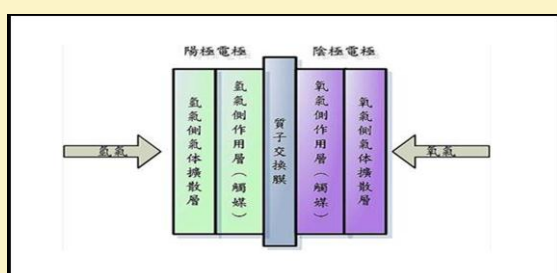 陽極電極
陰極電極
氫氣
氫氣側氣体擴散層
氫氣側作用層（觸媒）
質子交換膜
氧氣側作用層（觸媒）
氧氣側氣体擴散層
氧氣